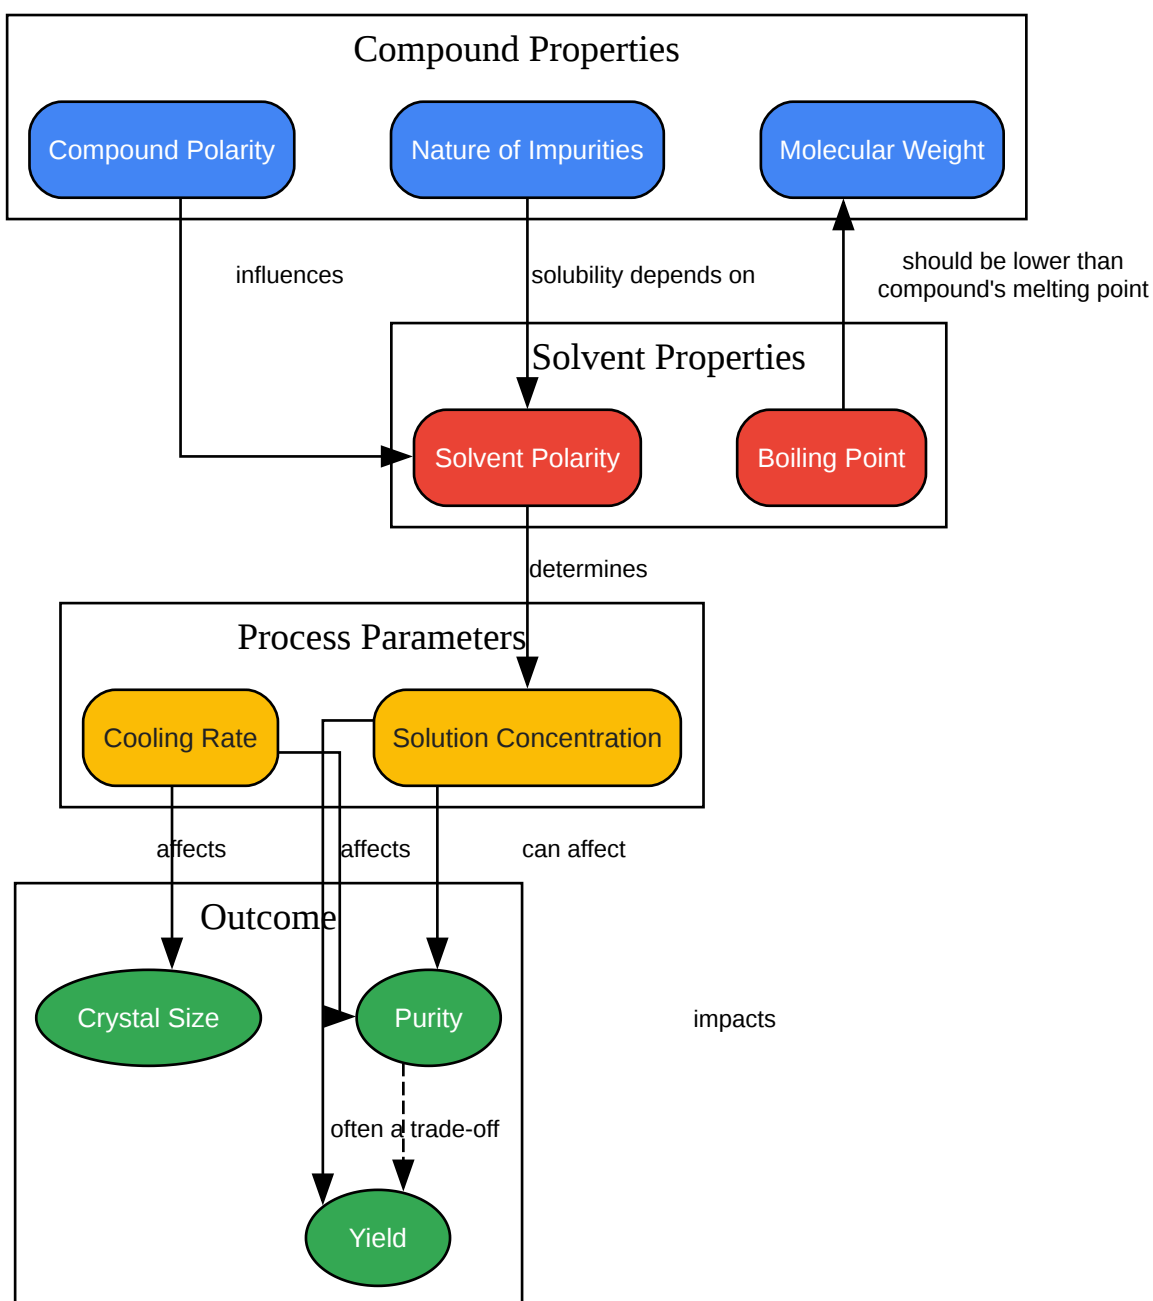 Compound Properties
Compound Polarity
Nature of Impurities
Molecular Weight
influences
solubility depends on
should be lower than
compound's melting point
Solvent Properties
Solvent Polarity
Boiling Point
determines
Process Parameters
Cooling Rate
Solution Concentration
affects
affects
can affect
Outcome
Crystal Size
Purity
impacts
often a trade-off
Yield